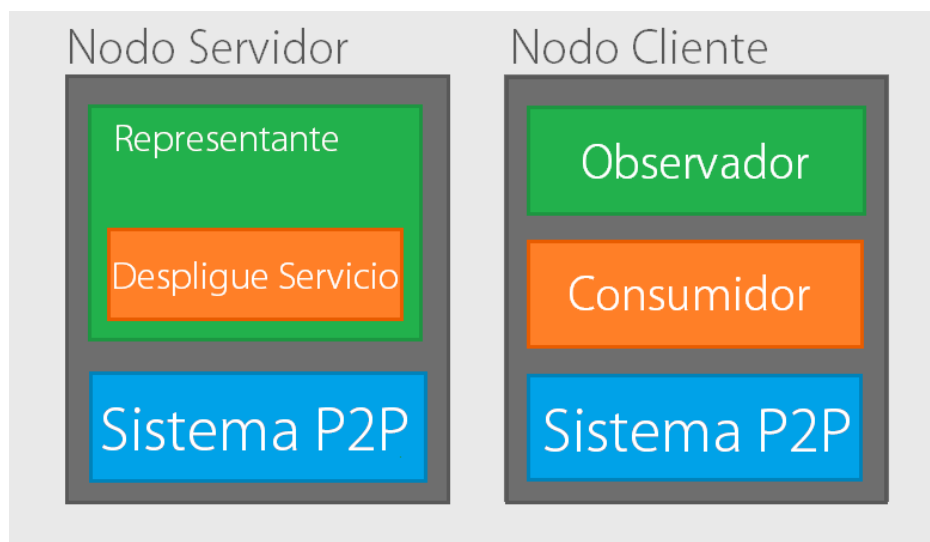 Nodo Servidor
Representante
Despligue Servicio
Sistema P2P
Nodo Cliente
Observador
Consumidor
Sistema P2P